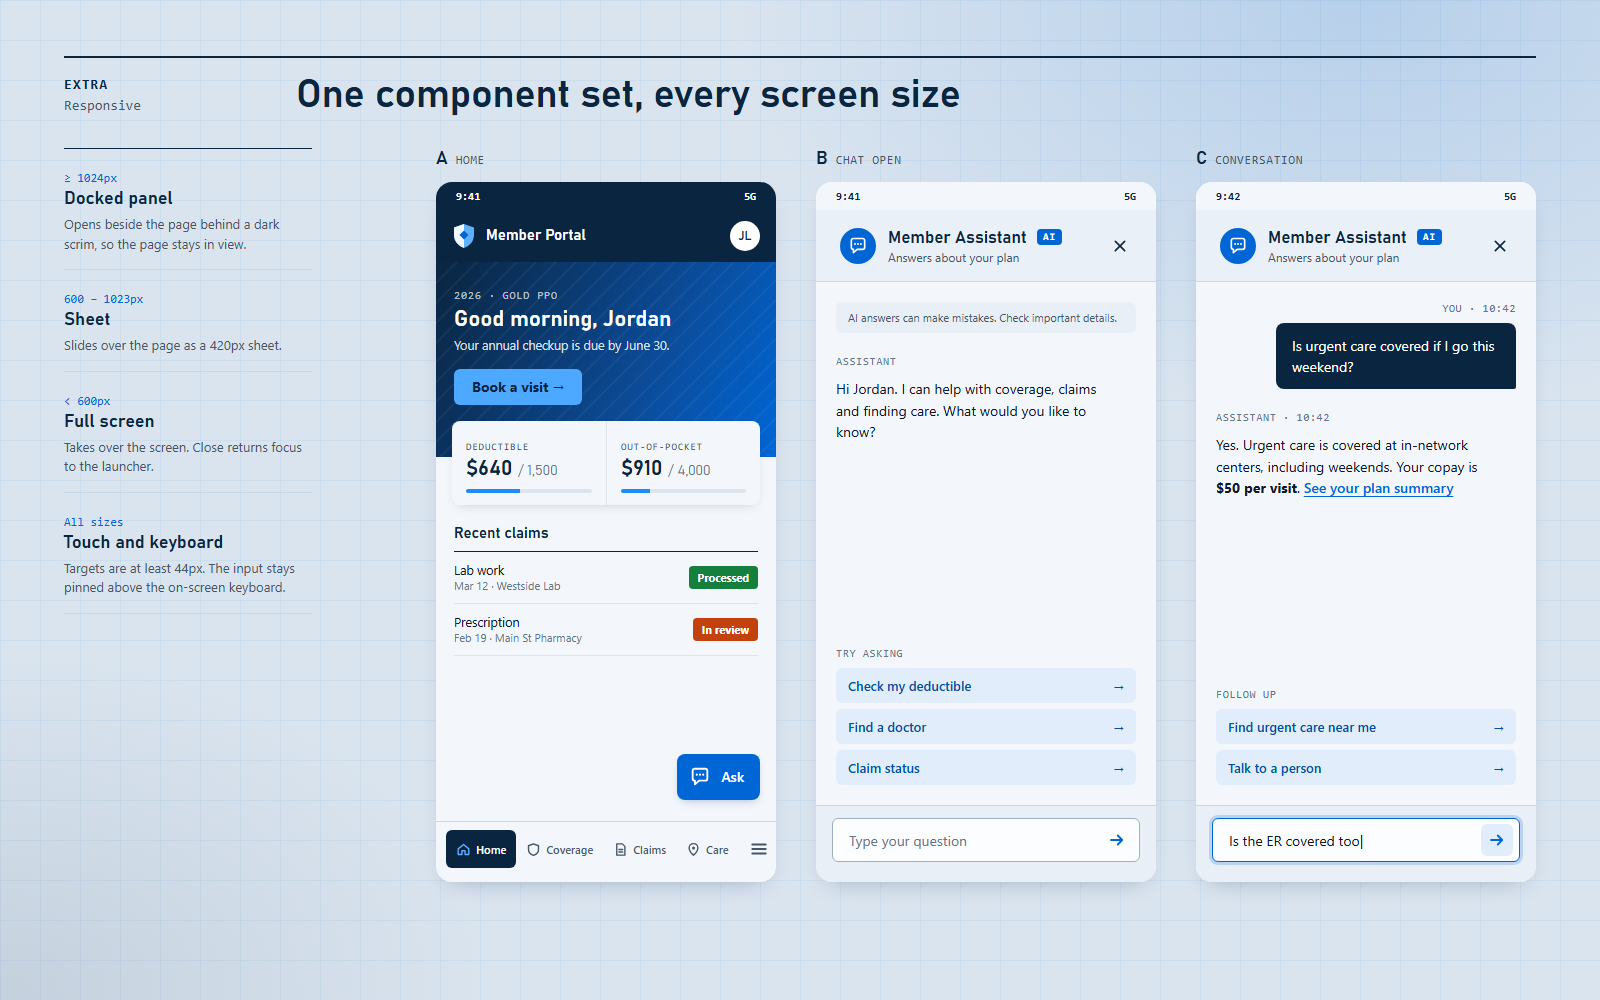 EXTRA
Responsive
One component set, every screen size
≥ 1024px
Docked panel
Opens beside the page behind a dark
scrim, so the page stays in view.
600 – 1023px
Sheet
Slides over the page as a 420px sheet.
< 600px
Full screen
Takes over the screen. Close returns focus
to the launcher.
All sizes
Touch and keyboard
Targets are at least 44px. The input stays
pinned above the on-screen keyboard.
A HOME
9:41 5G
Member Portal JL
2026 · GOLD PPO
Good morning, Jordan
Your annual checkup is due by June 30.
Book a visit →
DEDUCTIBLE
$640 / 1,500
OUT-OF-POCKET
$910 / 4,000
Recent claims
Lab work
Mar 12 · Westside Lab
Processed
Prescription
Feb 19 · Main St Pharmacy
In review
Ask
Home Coverage Claims Care
B CHAT OPEN
9:41 5G
Member Assistant AI
Answers about your plan
AI answers can make mistakes. Check important details.
ASSISTANT
Hi Jordan. I can help with coverage, claims
and finding care. What would you like to
know?
TRY ASKING
Check my deductible →
Find a doctor →
Claim status →
Type your question
C CONVERSATION
9:42 5G
Member Assistant AI
Answers about your plan
YOU · 10:42
Is urgent care covered if I go this
weekend?
ASSISTANT · 10:42
Yes. Urgent care is covered at in-network
centers, including weekends. Your copay is
$50 per visit. See your plan summary
FOLLOW UP
Find urgent care near me →
Talk to a person →
Is the ER covered too